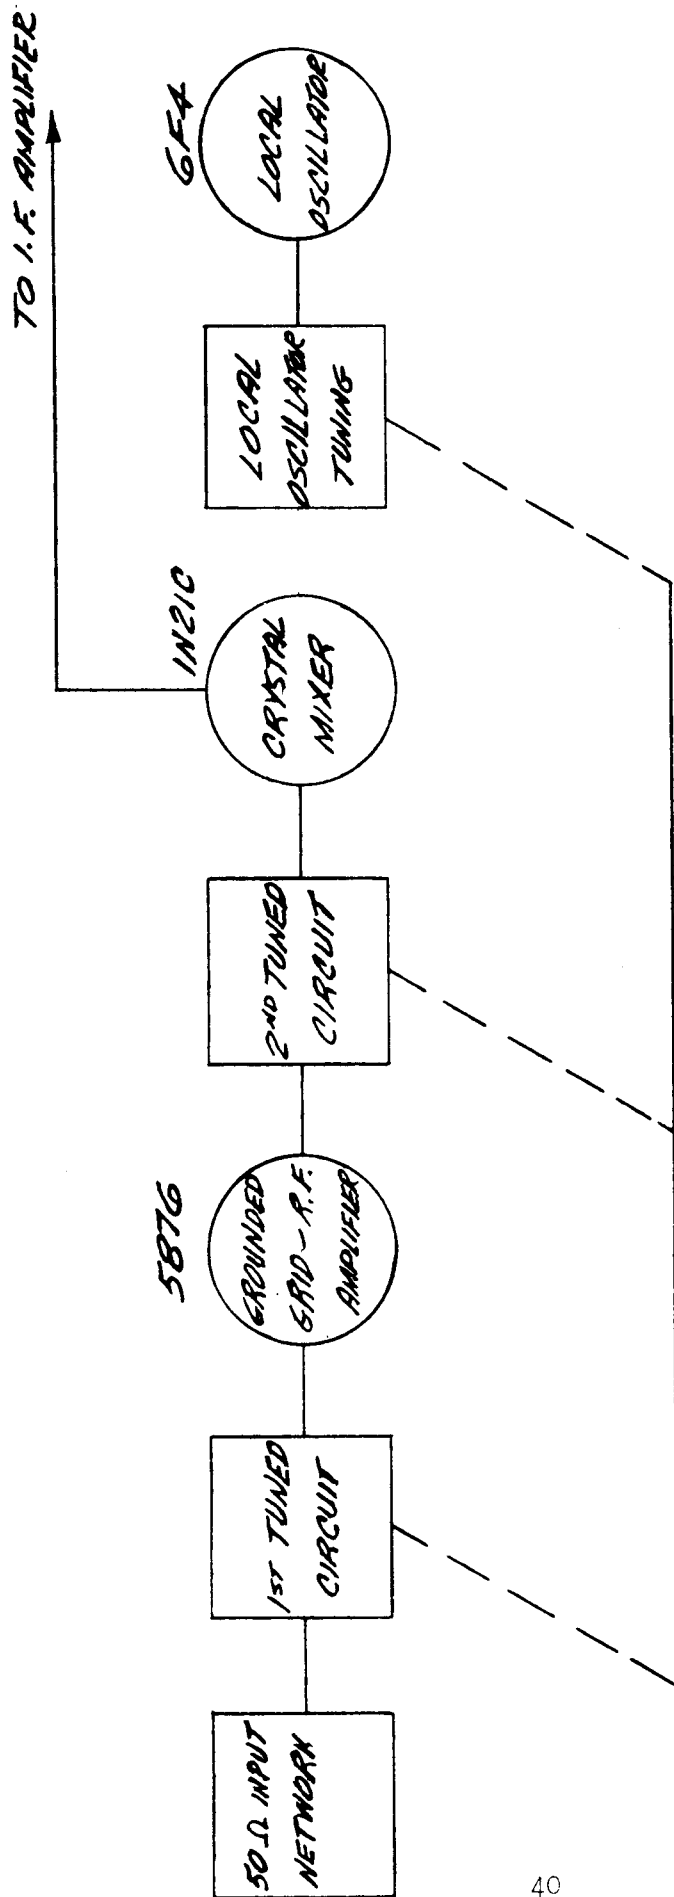 TO I.F. AMPLIFIER
50 Ω INPUT
NETWORK
1ST TUNED
CIRCUIT
5876
GROUNDED
GRID - R.F.
AMPLIFIER
2ND TUNED
CIRCUIT
1N21C
CRYSTAL
MIXER
LOCAL
OSCILLATOR
TUNING
6F4
LOCAL
OSCILLATOR
40